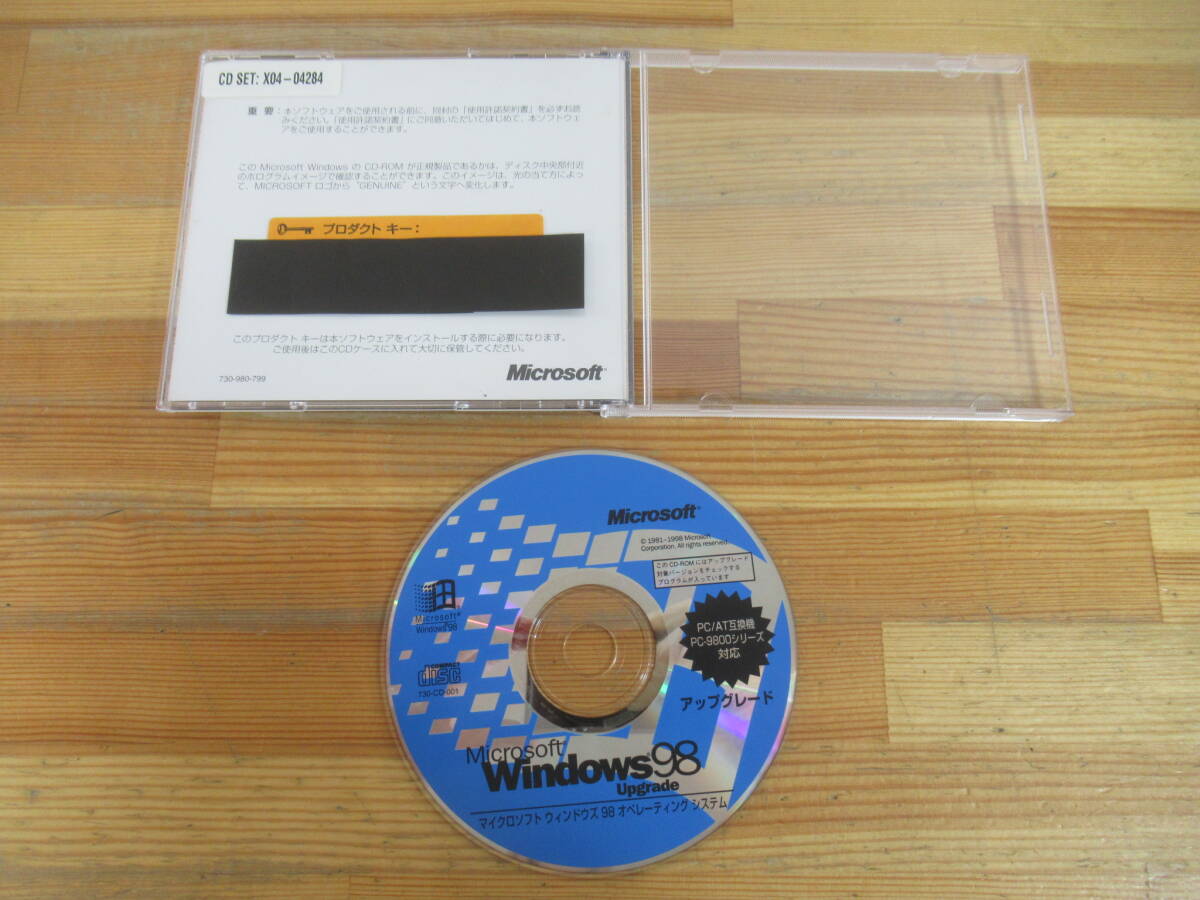 CD SET: X04-04284
重 要：本ソフトウェアをご使用される前に、同封の「使用許諾契約書」を必ずお読
みください。「使用許諾契約書」にご同意いただいてはじめて、本ソフトウェ
アをご使用することができます。
この Microsoft Windows の CD-ROM が正規製品であるかは、ディスク中央部付近
のホログラムイメージで確認することができます。このイメージは、光の当て方によっ
て、MICROSOFT ロゴから “GENUINE” という文字へ変化します。
プロダクト キー：
このプロダクト キーは本ソフトウェアをインストールする際に必要になります。
ご使用後はこのCDケースに入れて大切に保管してください。
730-980-799
Microsoft®
Microsoft®
© 1981-1998 Microsoft
Corporation. All rights reserved.
この CD-ROM にはアップグレード
対象バージョンをチェックする
プログラムが入っています
Microsoft®
Windows®98
PC/AT互換機
PC-9800シリーズ
対応
COMPACT
disc
730-CD-001
アップグレード
Microsoft®
Windows®98
Upgrade
マイクロソフト ウィンドウズ 98 オペレーティング システム